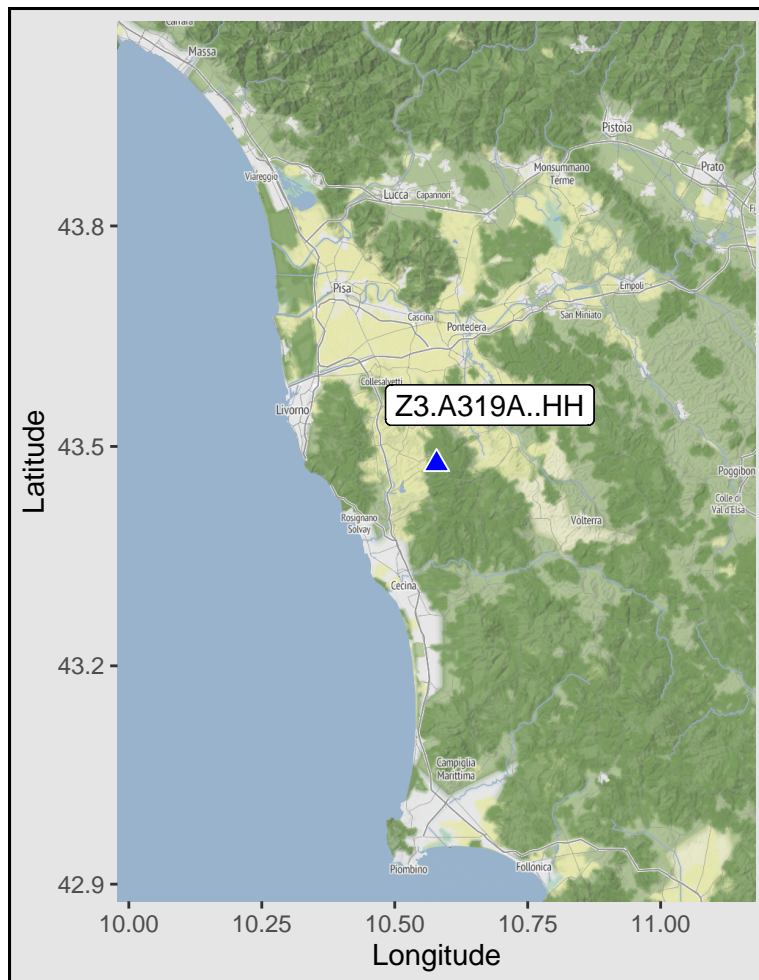 Carrara
Massa
Pistoia
Prato
Monsummano
Terme
Viareggio
Lucca
Capannori
43.8
Pisa
Empoli
Cascina
San Miniato
Pontedera
Collesalvetti
Z3.A319A..HH
Livorno
43.5
Poggibon
Colle di
Val d'Elsa
Rosignano
Solvay
Volterra
Cecina
Latitude
43.2
Campiglia
Marittima
Piombino
Follonica
42.9
10.00
10.25
10.50
10.75
11.00
Longitude